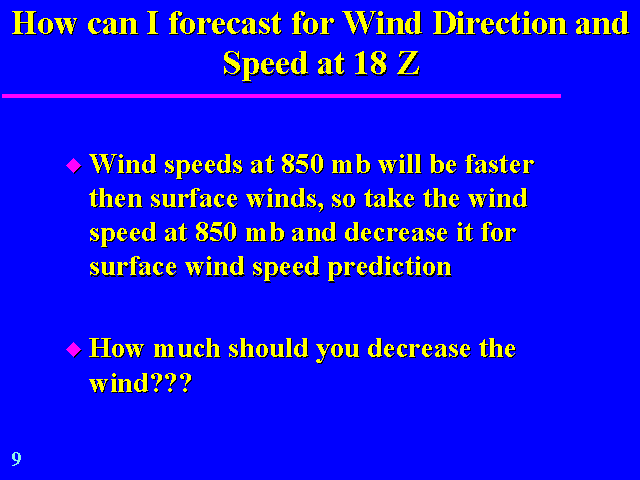 How can I forecast for Wind Direction and
Speed at 18 Z
Wind speeds at 850 mb will be faster
then surface winds, so take the wind
speed at 850 mb and decrease it for
surface wind speed prediction
How much should you decrease the
wind???
9